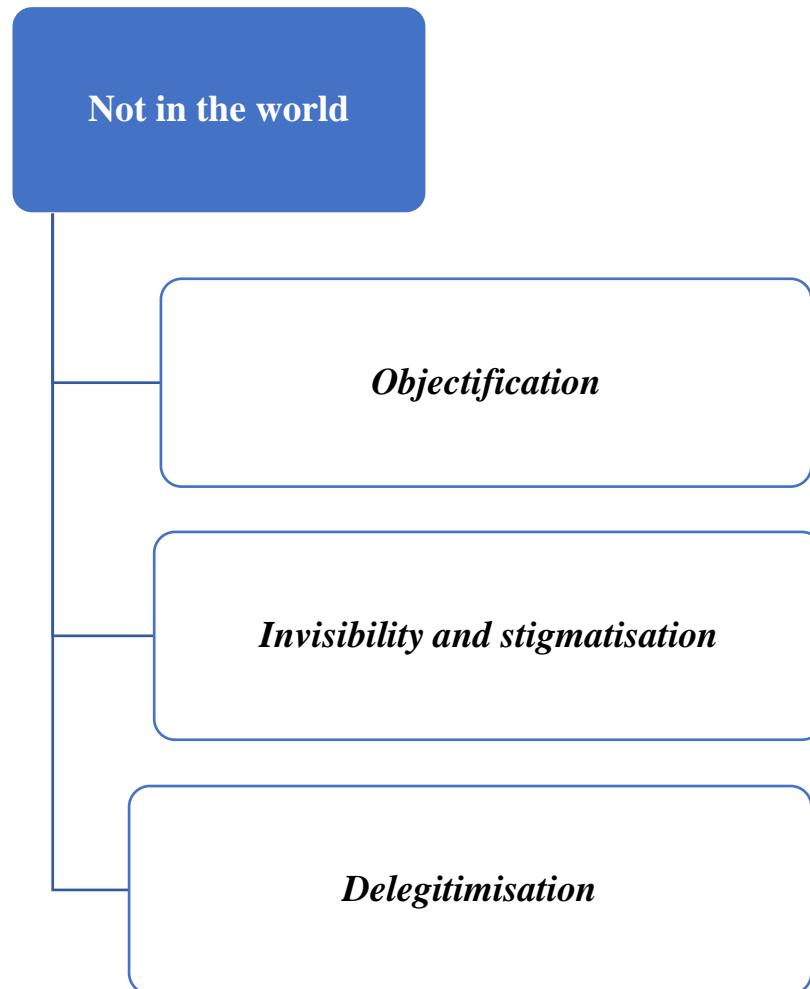 Not in the world
Objectification
Invisibility and stigmatisation
Delegitimisation